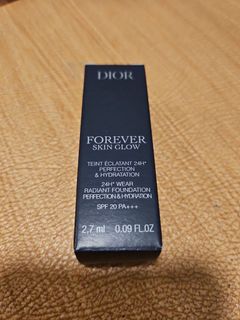 DIOR
FOREVER
SKIN GLOW
TEINT ÉCLATANT 24H*
PERFECTION
& HYDRATATION
24H* WEAR
RADIANT FOUNDATION
PERFECTION & HYDRATION
SPF 20 PA+++
2,7 ml 0.09 FL.OZ